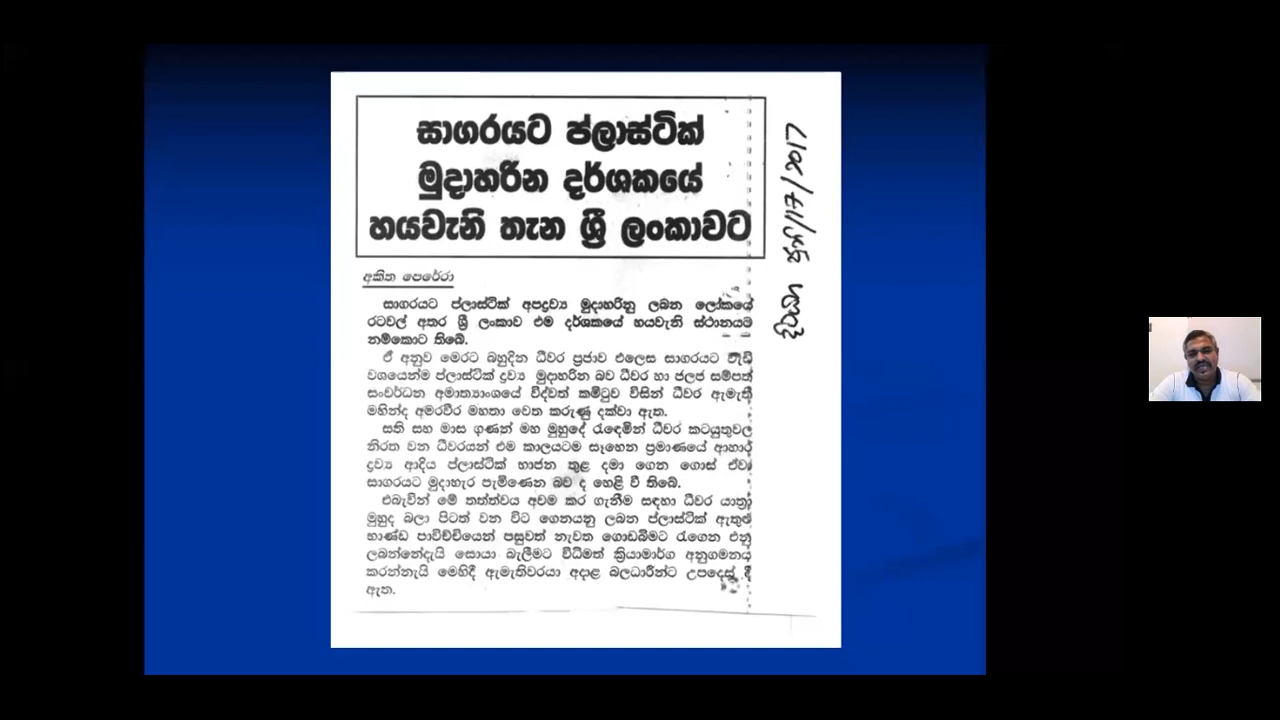 සාගරයට ප්ලාස්ටික්
මුදාහරින දර්ශකයේ
හයවැනි තැන ශ්‍රී ලංකාවට
අකිත පෙරේරා
සාගරයට ප්ලාස්ටික් අපද්‍රව්‍ය මුදාහරිනු ලබන ලෝකයේ
රටවල් අතර ශ්‍රී ලංකාව එම දර්ශකයේ හයවැනි ස්ථානයට
නම්කොට තිබේ.
ඒ අනුව මෙරට බහුදින ධීවර ප්‍රජාව එලෙස සාගරයට වැඩි
වශයෙන්ම ප්ලාස්ටික් ද්‍රව්‍ය මුදාහරින බව ධීවර හා ජලජ සම්පත්
සංවර්ධන අමාත්‍යාංශයේ විද්වත් කමිටුව විසින් ධීවර ඇමැති
මහින්ද අමරවීර මහතා වෙත කරුණු දක්වා ඇත.
සති සහ මාස ගණන් මහ මුහුදේ රැඳෙමින් ධීවර කටයුතුවල
නිරත වන ධීවරයන් එම කාලයටම සෑහෙන ප්‍රමාණයේ ආහාර
ද්‍රව්‍ය ආදිය ප්ලාස්ටික් භාජන තුළ දමා ගෙන ගොස් ඒවා
සාගරයට මුදාහැර පැමිණෙන බව ද හෙළි වී තිබේ.
එබැවින් මේ තත්ත්වය අවම කර ගැනීම සඳහා ධීවර යාත්‍රා
මුහුද බලා පිටත් වන විට ගෙනයනු ලබන ප්ලාස්ටික් ඇතුළු
භාණ්ඩ පාවිච්චියෙන් පසුවත් නැවත ගොඩබිමට රැගෙන එනු
ලබන්නේදැයි සොයා බැලීමට විධිමත් ක්‍රියාමාර්ග අනුගමනය
කරන්නැයි මෙහිදී ඇමැතිවරයා අදාළ බලධාරීන්ට උපදෙස් දී
ඇත.